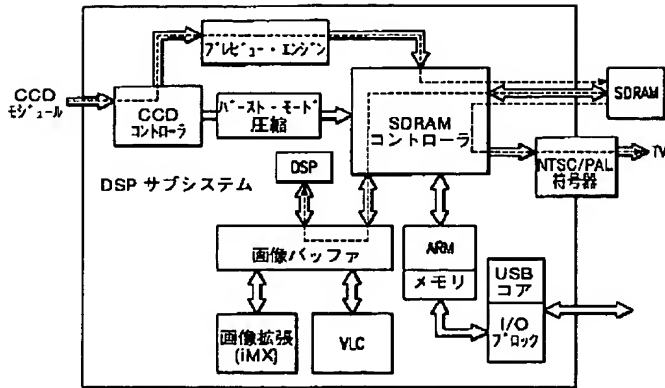 プレビュー・エンジン
CCD
モジュール
CCD
コントローラ
バースト・モード
圧縮
SDRAM
コントローラ
SDRAM
NTSC/PAL
符号器
TV
DSP サブシステム
DSP
画像バッファ
ARM
メモリ
USB
コア
I/O
ブロック
画像拡張
(iMX)
VLC